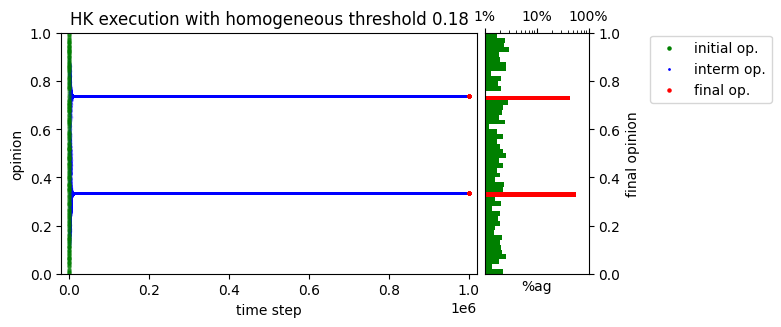 HK execution with homogeneous threshold 0.18
1% 10% 100%
1.0
0.8
0.6
0.4
0.2
0.0
opinion
0.0 0.2 0.4 0.6 0.8 1.0
1e6
time step
%ag
1.0
0.8
0.6
0.4
0.2
0.0
final opinion
initial op.
interm op.
final op.